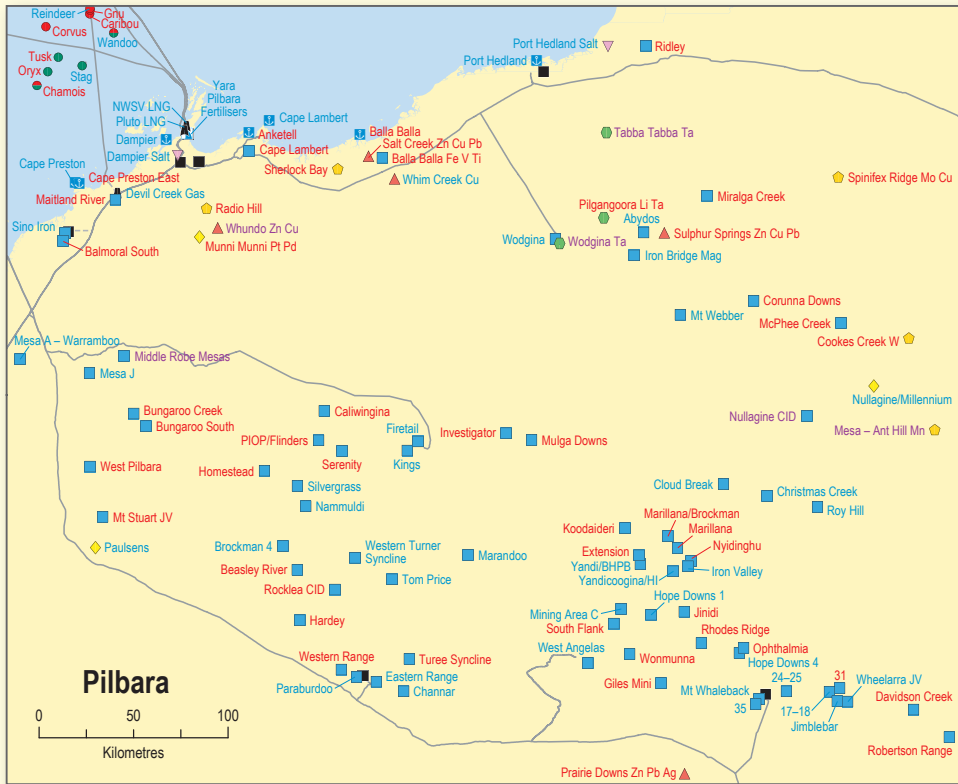 Reindeer
Gnu
Caribou
Corvus
Wandoo
Tusk
Oryx
Stag
Chamois
Port Hedland Salt
Ridley
Port Hedland
Yara
Pilbara
Fertilisers
NWSV LNG
Pluto LNG
Dampier
Dampier Salt
Cape Lambert
Anketell
Cape Lambert
Balla Balla
Salt Creek Zn Cu Pb
Balla Balla Fe V Ti
Sherlock Bay
Whim Creek Cu
Tabba Tabba Ta
Cape Preston
Cape Preston East
Devil Creek Gas
Maitland River
Radio Hill
Whundo Zn Cu
Munni Munni Pt Pd
Sino Iron
Balmoral South
Spinifex Ridge Mo Cu
Miralga Creek
Pilgangoora Li Ta
Abydos
Sulphur Springs Zn Cu Pb
Wodgina
Wodgina Ta
Iron Bridge Mag
Corunna Downs
Mt Webber
McPhee Creek
Cookes Creek W
Mesa A – Warramboo
Middle Robe Mesas
Mesa J
Nullagine/Millennium
Nullagine CID
Mesa – Ant Hill Mn
Bungaroo Creek
Bungaroo South
Caliwingina
PIOP/Flinders
Firetail
Serenity
Kings
Investigator
Mulga Downs
West Pilbara
Homestead
Silvergrass
Nammuldi
Cloud Break
Christmas Creek
Roy Hill
Mt Stuart JV
Paulsens
Koodaideri
Marillana/Brockman
Marillana
Nyidinghu
Extension
Yandi/BHPB
Yandicoogina/HI
Iron Valley
Brockman 4
Western Turner
Syncline
Marandoo
Beasley River
Tom Price
Rocklea CID
Hardey
Mining Area C
Hope Downs 1
South Flank
Jinidi
Rhodes Ridge
Ophthalmia
Hope Downs 4
West Angelas
Wonmunna
Giles Mini
Western Range
Turee Syncline
Eastern Range
Paraburdoo
Channar
Mt Whaleback
35
24–25
31
Wheelarra JV
17–18
Jimblebar
Davidson Creek
Robertson Range
Prairie Downs Zn Pb Ag
Pilbara
0 50 100
Kilometres